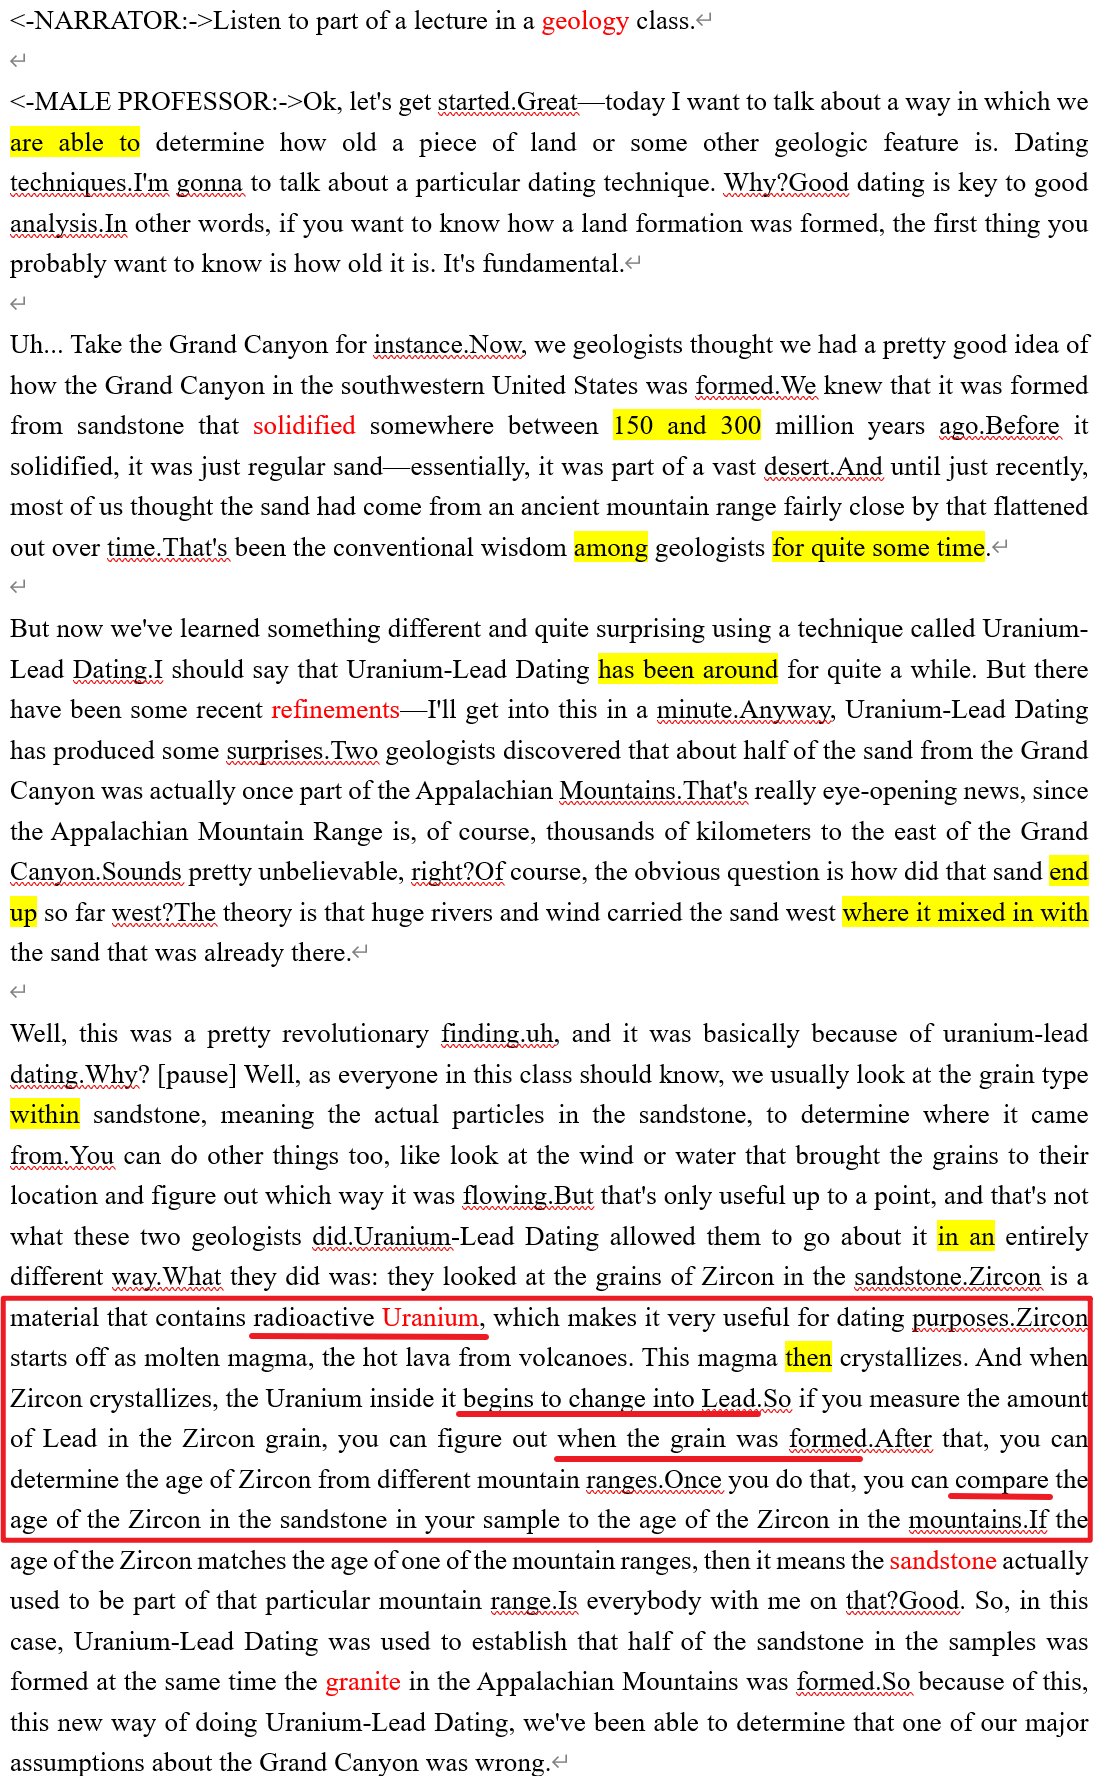 <-NARRATOR:->Listen to part of a lecture in a geology class.
<-MALE PROFESSOR:->Ok, let's get started.Great—today I want to talk about a way in which we
are able to determine how old a piece of land or some other geologic feature is. Dating
techniques.I'm gonna to talk about a particular dating technique. Why?Good dating is key to good
analysis.In other words, if you want to know how a land formation was formed, the first thing you
probably want to know is how old it is. It's fundamental.
Uh... Take the Grand Canyon for instance.Now, we geologists thought we had a pretty good idea of
how the Grand Canyon in the southwestern United States was formed.We knew that it was formed
from sandstone that solidified somewhere between 150 and 300 million years ago.Before it
solidified, it was just regular sand—essentially, it was part of a vast desert.And until just recently,
most of us thought the sand had come from an ancient mountain range fairly close by that flattened
out over time.That's been the conventional wisdom among geologists for quite some time.
But now we've learned something different and quite surprising using a technique called Uranium-
Lead Dating.I should say that Uranium-Lead Dating has been around for quite a while. But there
have been some recent refinements—I'll get into this in a minute.Anyway, Uranium-Lead Dating
has produced some surprises.Two geologists discovered that about half of the sand from the Grand
Canyon was actually once part of the Appalachian Mountains.That's really eye-opening news, since
the Appalachian Mountain Range is, of course, thousands of kilometers to the east of the Grand
Canyon.Sounds pretty unbelievable, right?Of course, the obvious question is how did that sand end
up so far west?The theory is that huge rivers and wind carried the sand west where it mixed in with
the sand that was already there.
Well, this was a pretty revolutionary finding.uh, and it was basically because of uranium-lead
dating.Why? [pause] Well, as everyone in this class should know, we usually look at the grain type
within sandstone, meaning the actual particles in the sandstone, to determine where it came
from.You can do other things too, like look at the wind or water that brought the grains to their
location and figure out which way it was flowing.But that's only useful up to a point, and that's not
what these two geologists did.Uranium-Lead Dating allowed them to go about it in an entirely
different way.What they did was: they looked at the grains of Zircon in the sandstone.Zircon is a
material that contains radioactive Uranium, which makes it very useful for dating purposes.Zircon
starts off as molten magma, the hot lava from volcanoes. This magma then crystallizes. And when
Zircon crystallizes, the Uranium inside it begins to change into Lead.So if you measure the amount
of Lead in the Zircon grain, you can figure out when the grain was formed.After that, you can
determine the age of Zircon from different mountain ranges.Once you do that, you can compare the
age of the Zircon in the sandstone in your sample to the age of the Zircon in the mountains.If the
age of the Zircon matches the age of one of the mountain ranges, then it means the sandstone actually
used to be part of that particular mountain range.Is everybody with me on that?Good. So, in this
case, Uranium-Lead Dating was used to establish that half of the sandstone in the samples was
formed at the same time the granite in the Appalachian Mountains was formed.So because of this,
this new way of doing Uranium-Lead Dating, we've been able to determine that one of our major
assumptions about the Grand Canyon was wrong.